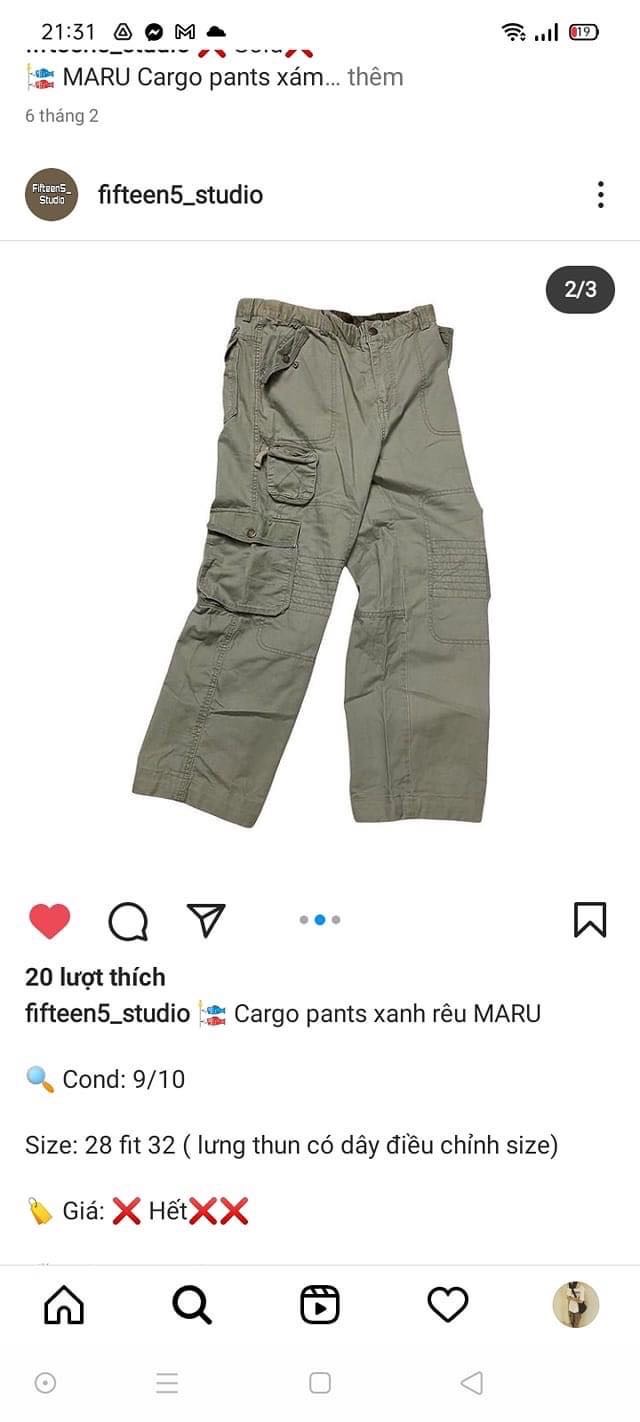 21:31
19
🎏 MARU Cargo pants xám... thêm
6 tháng 2
Fifteen5_
Studio
fifteen5_studio
2/3
20 lượt thích
fifteen5_studio 🎏 Cargo pants xanh rêu MARU
🔍 Cond: 9/10
Size: 28 fit 32 ( lưng thun có dây điều chỉnh size)
🏷️ Giá: ❌ Hết❌❌